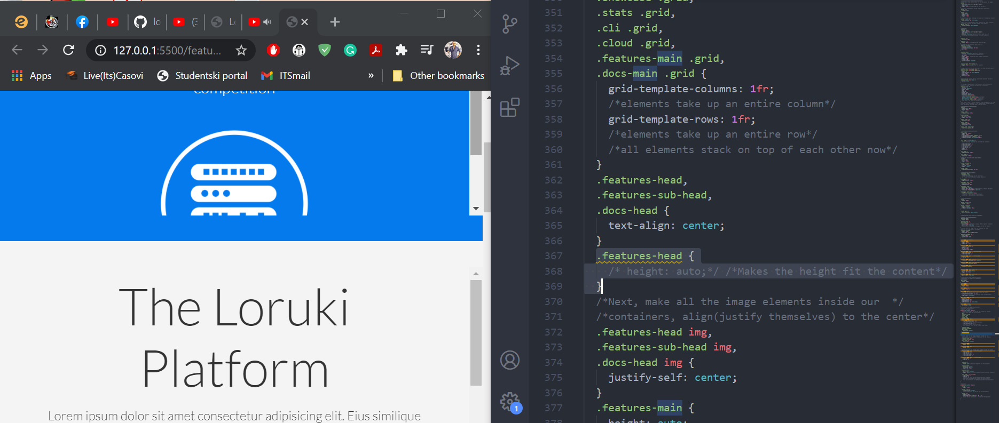 lo
(3
Lo
127.0.0.1:5500/featu...
Apps
Live(Its)Casovi
Studentski portal
ITSmail
»
Other bookmarks
competition
The Loruki
Platform
Lorem ipsum dolor sit amet consectetur adipisicing elit. Eius similique
1
351 .stats .grid,
352 .cli .grid,
353 .cloud .grid,
354 .features-main .grid,
355 .docs-main .grid {
356 grid-template-columns: 1fr;
357 /*elements take up an entire column*/
358 grid-template-rows: 1fr;
359 /*elements take up an entire row*/
360 /*all elements stack on top of each other now*/
361 }
362 .features-head,
363 .features-sub-head,
364 .docs-head {
365 text-align: center;
366 }
367 .features-head {
368 /* height: auto;*/ /*Makes the height fit the content*/
369 }
370 /*Next, make all the image elements inside our  */
371 /*containers, align(justify themselves) to the center*/
372 .features-head img,
373 .features-sub-head img,
374 .docs-head img {
375 justify-self: center;
376 }
377 .features-main {
378 height: auto;